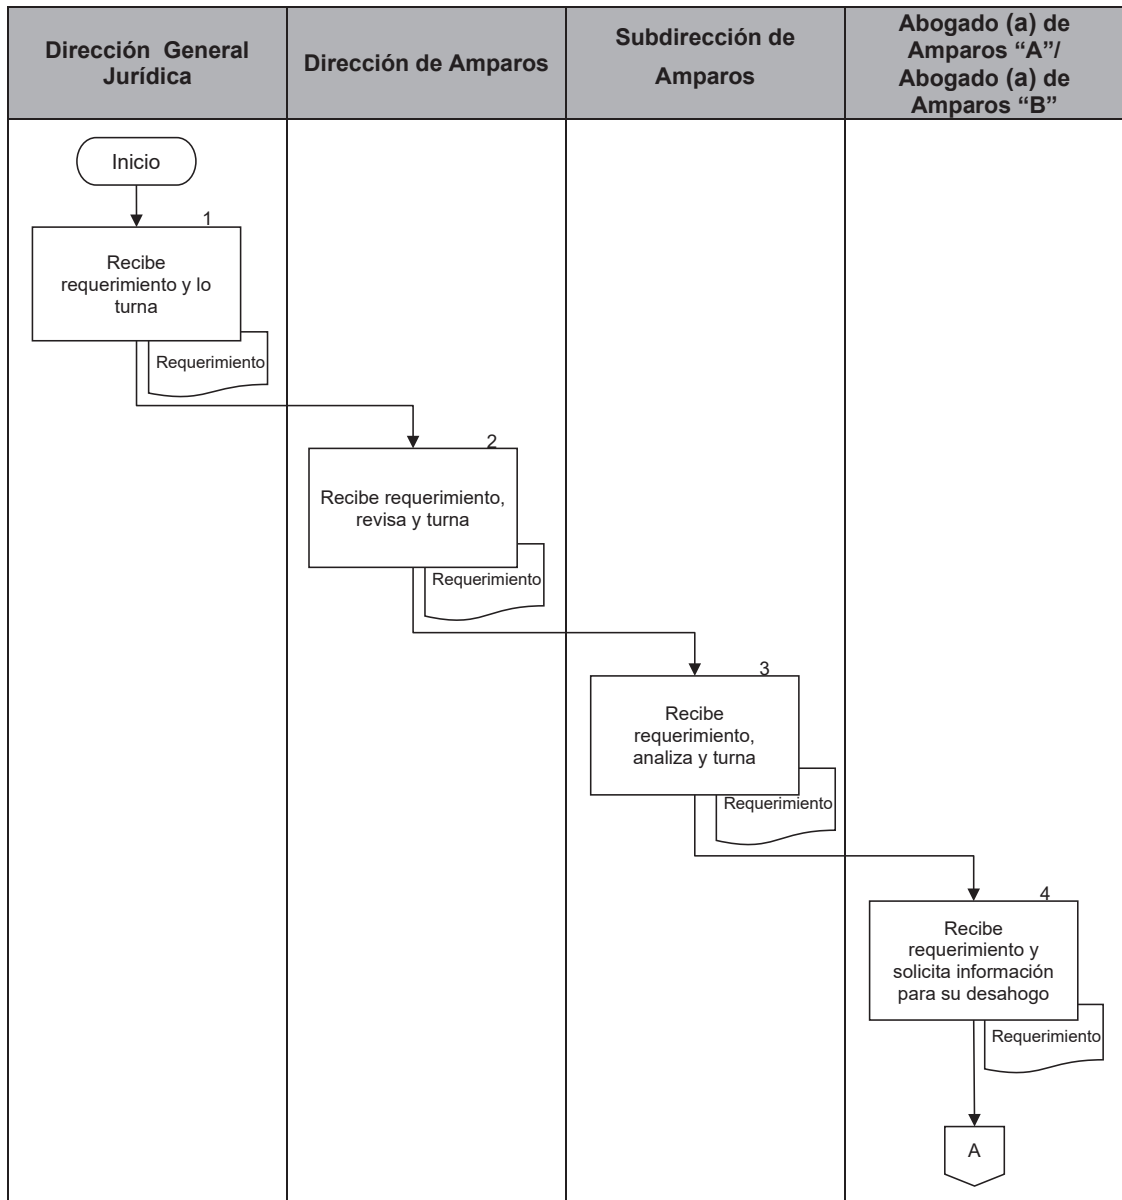 Dirección General
Jurídica
Dirección de Amparos
Subdirección de
Amparos
Abogado (a) de
Amparos “A”/
Abogado (a) de
Amparos “B”
Inicio
1
Recibe
requerimiento y lo
turna
Requerimiento
2
Recibe requerimiento,
revisa y turna
Requerimiento
3
Recibe
requerimiento,
analiza y turna
Requerimiento
4
Recibe
requerimiento y
solicita información
para su desahogo
Requerimiento
A